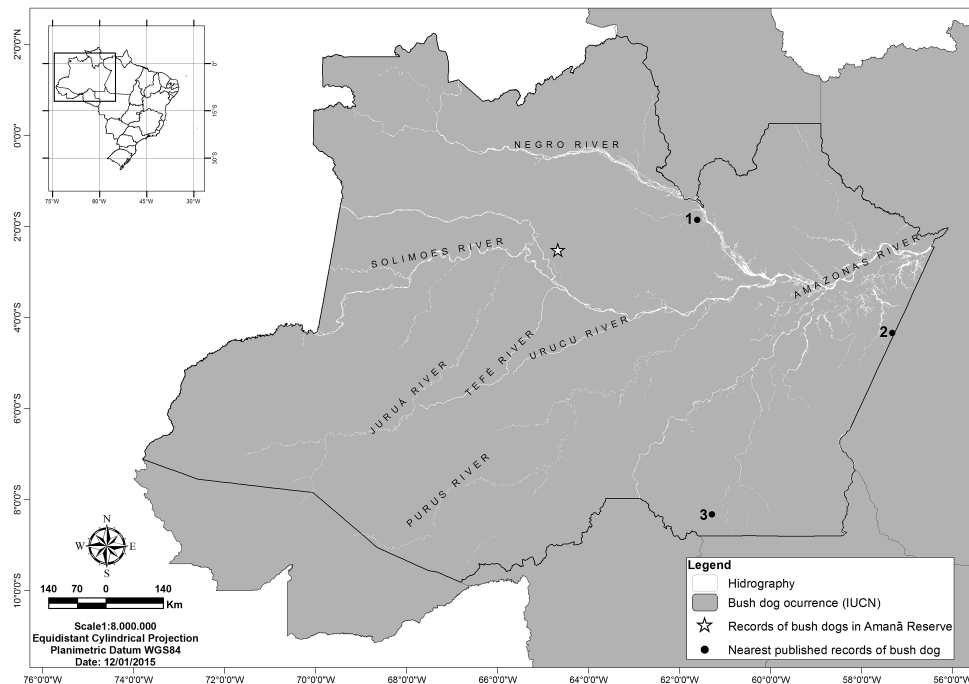 2°0'0"N
0°0'0"
2°0'0"S
4°0'0"S
6°0'0"S
8°0'0"S
10°0'0"S
0°
15°S
30°S
75°W 60°W 45°W 30°W
NEGRO RIVER
1
SOLIMOES RIVER
AMAZONAS RIVER
2
URUCU RIVER
TEFÉ RIVER
JURUÁ RIVER
PURUS RIVER
3
N
W E
S
140 70 0 140
Km
Scale1:8.000.000
Equidistant Cylindrical Projection
Planimetric Datum WGS84
Date: 12/01/2015
Legend
Hidrography
Bush dog ocurrence (IUCN)
Records of bush dogs in Amanã Reserve
Nearest published records of bush dog
76°0'0"W 74°0'0"W 72°0'0"W 70°0'0"W 68°0'0"W 66°0'0"W 64°0'0"W 62°0'0"W 60°0'0"W 58°0'0"W 56°0'0"W